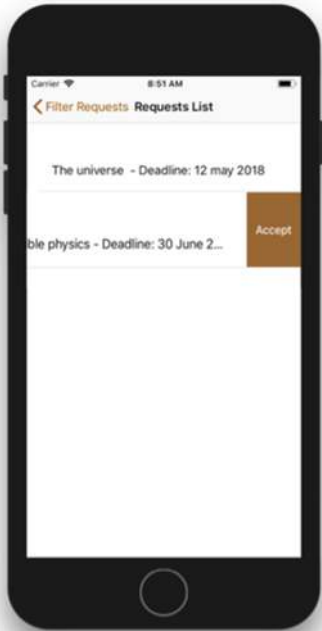 Carrier 8:51 AM
Filter Requests Requests List
The universe - Deadline: 12 may 2018
Accept
ble physics - Deadline: 30 June 2...